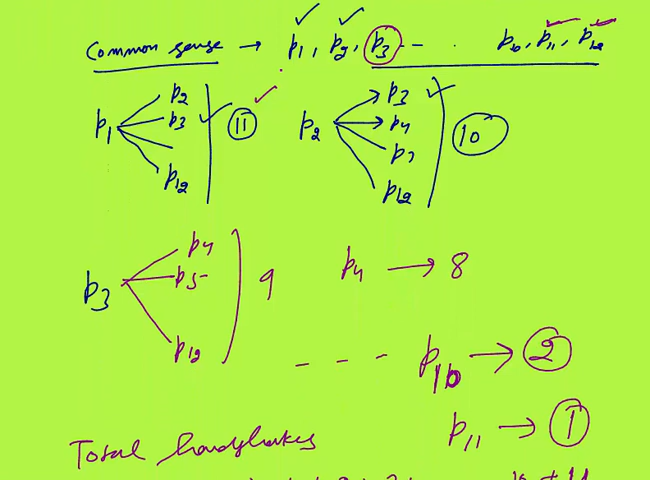 Common sense → p1, p2, p3 -- . p10, p11, p12
p1 p2 p3 p12 11
p2 p3 p4 p12 10
p3 p4 p5 p12 9
p4 → 8
--- p10 → 2
p11 → 1
Total handshakes